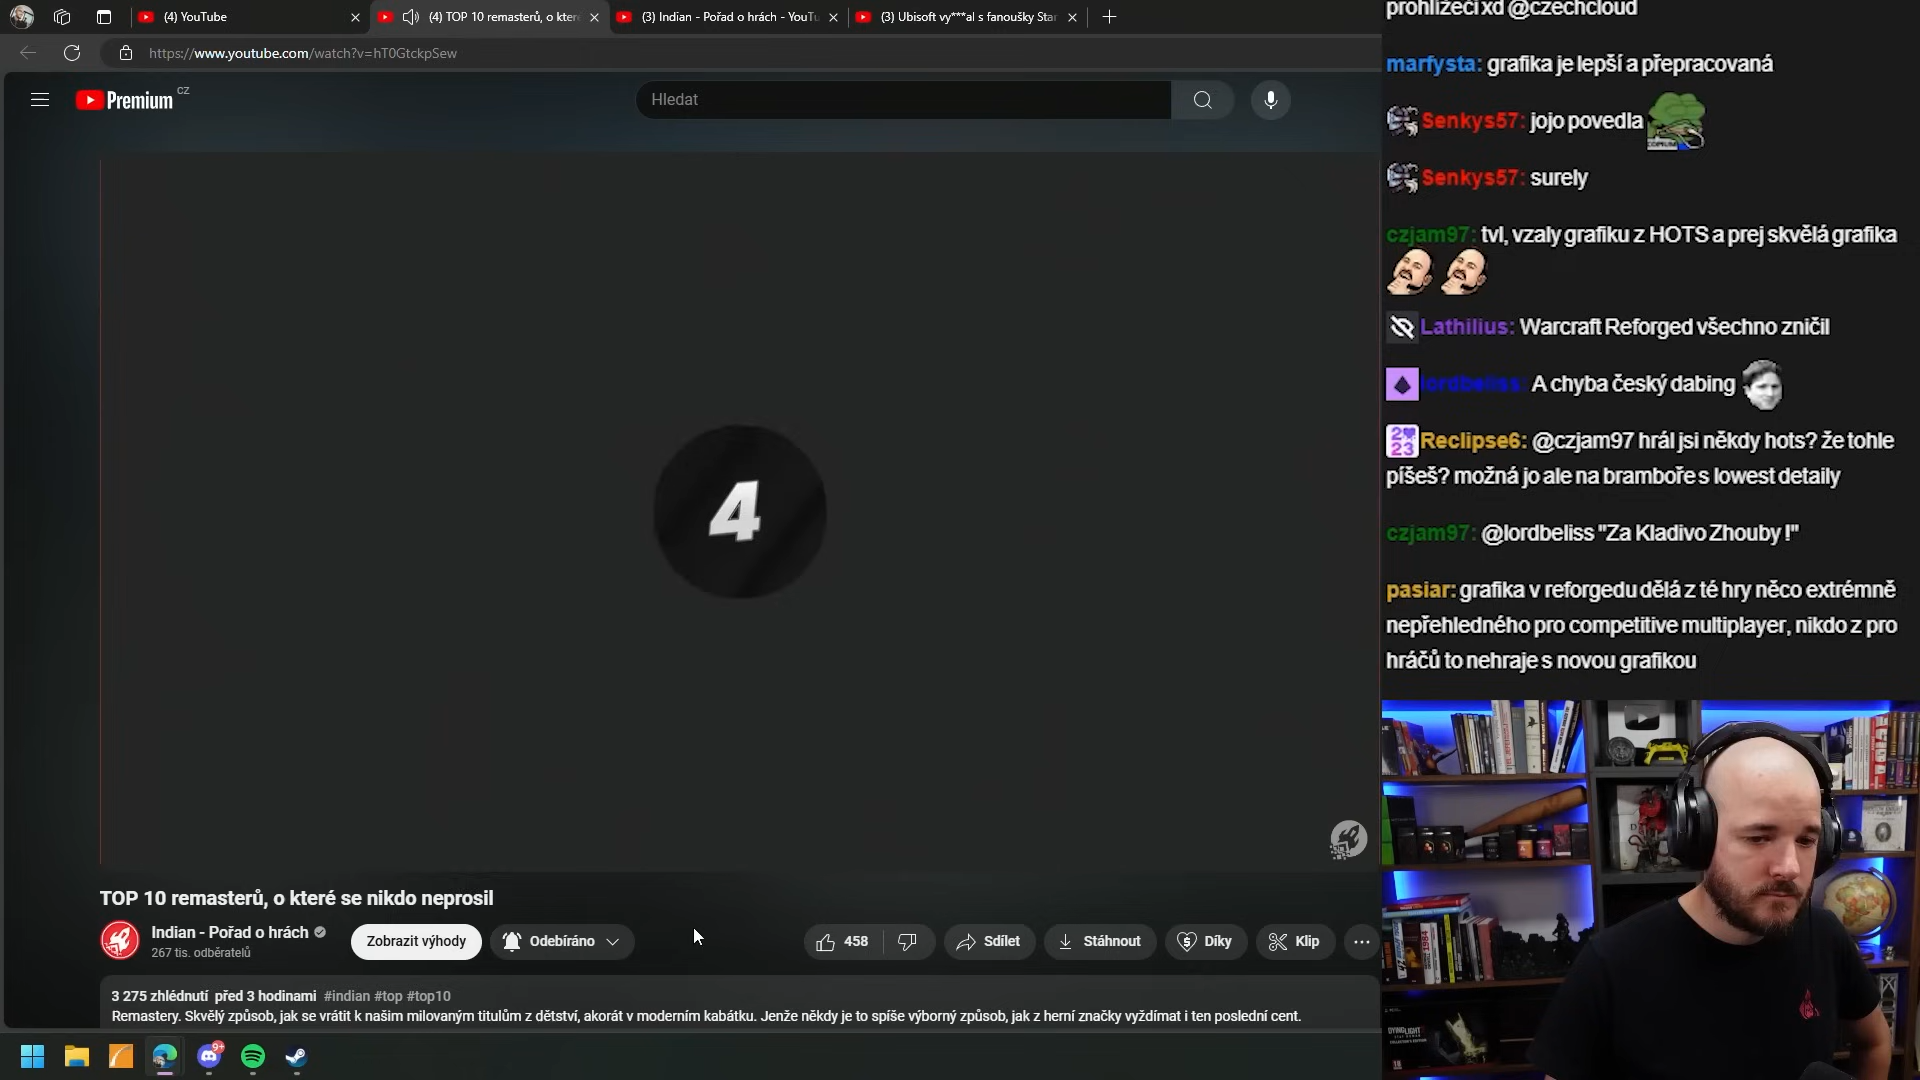 (4) YouTube
(4) TOP 10 remasterů, o kter
(3) Indian - Pořad o hrách - YouTu
(3) Ubisoft vy***al s fanoušky Star
https://www.youtube.com/watch?v=hT0GtckpSew
Premium CZ
Hledat
4
TOP 10 remasterů, o které se nikdo neprosil
Indian - Pořad o hrách
267 tis. odběratelů
Zobrazit výhody
Odebíráno
458
Sdílet
Stáhnout
Díky
Klip
3 275 zhlédnutí před 3 hodinami #indian #top #top10
Remastery. Skvělý způsob, jak se vrátit k našim milovaným titulům z dětství, akorát v moderním kabátku. Jenže někdy je to spíše výborný způsob, jak z herní značky vyždímat i ten poslední cent.
9+
prohlížeči xd @czechcloud
marfysta: grafika je lepší a přepracovaná
Senkys57: jojo povedla
Senkys57: surely
czjam97: tvl, vzaly grafiku z HOTS a prej skvělá grafika
Lathilius: Warcraft Reforged všechno zničil
lordbeliss: A chyba český dabing
2023 Reclipse6: @czjam97 hrál jsi někdy hots? že tohle
píšeš? možná jo ale na bramboře s lowest detaily
czjam97: @lordbeliss "Za Kladivo Zhouby !"
pasiar: grafika v reforgedu dělá z té hry něco extrémně
nepřehledného pro competitive multiplayer, nikdo z pro
hráčů to nehraje s novou grafikou
1984
DYING LIGHT